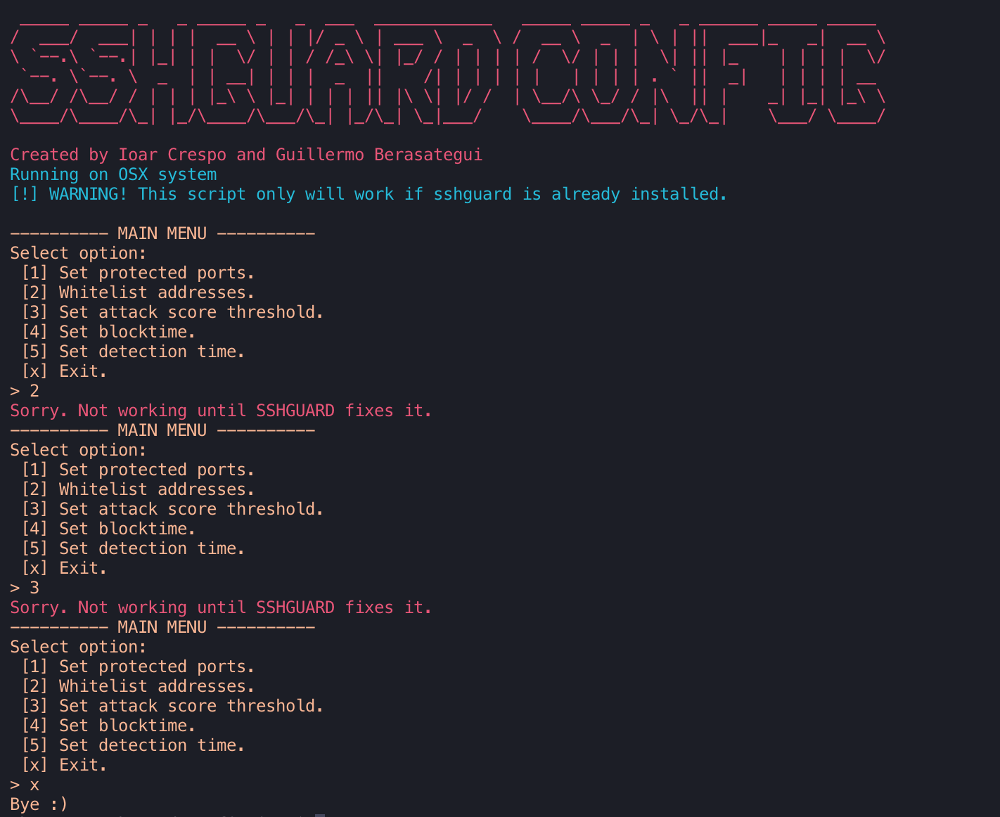 SSHGUARD CONFIG
Created by Ioar Crespo and Guillermo Berasategui
Running on OSX system
[!] WARNING! This script only will work if sshguard is already installed.
---------- MAIN MENU ----------
Select option:
[1] Set protected ports.
[2] Whitelist addresses.
[3] Set attack score threshold.
[4] Set blocktime.
[5] Set detection time.
[x] Exit.
> 2
Sorry. Not working until SSHGUARD fixes it.
---------- MAIN MENU ----------
Select option:
[1] Set protected ports.
[2] Whitelist addresses.
[3] Set attack score threshold.
[4] Set blocktime.
[5] Set detection time.
[x] Exit.
> 3
Sorry. Not working until SSHGUARD fixes it.
---------- MAIN MENU ----------
Select option:
[1] Set protected ports.
[2] Whitelist addresses.
[3] Set attack score threshold.
[4] Set blocktime.
[5] Set detection time.
[x] Exit.
> x
Bye :)